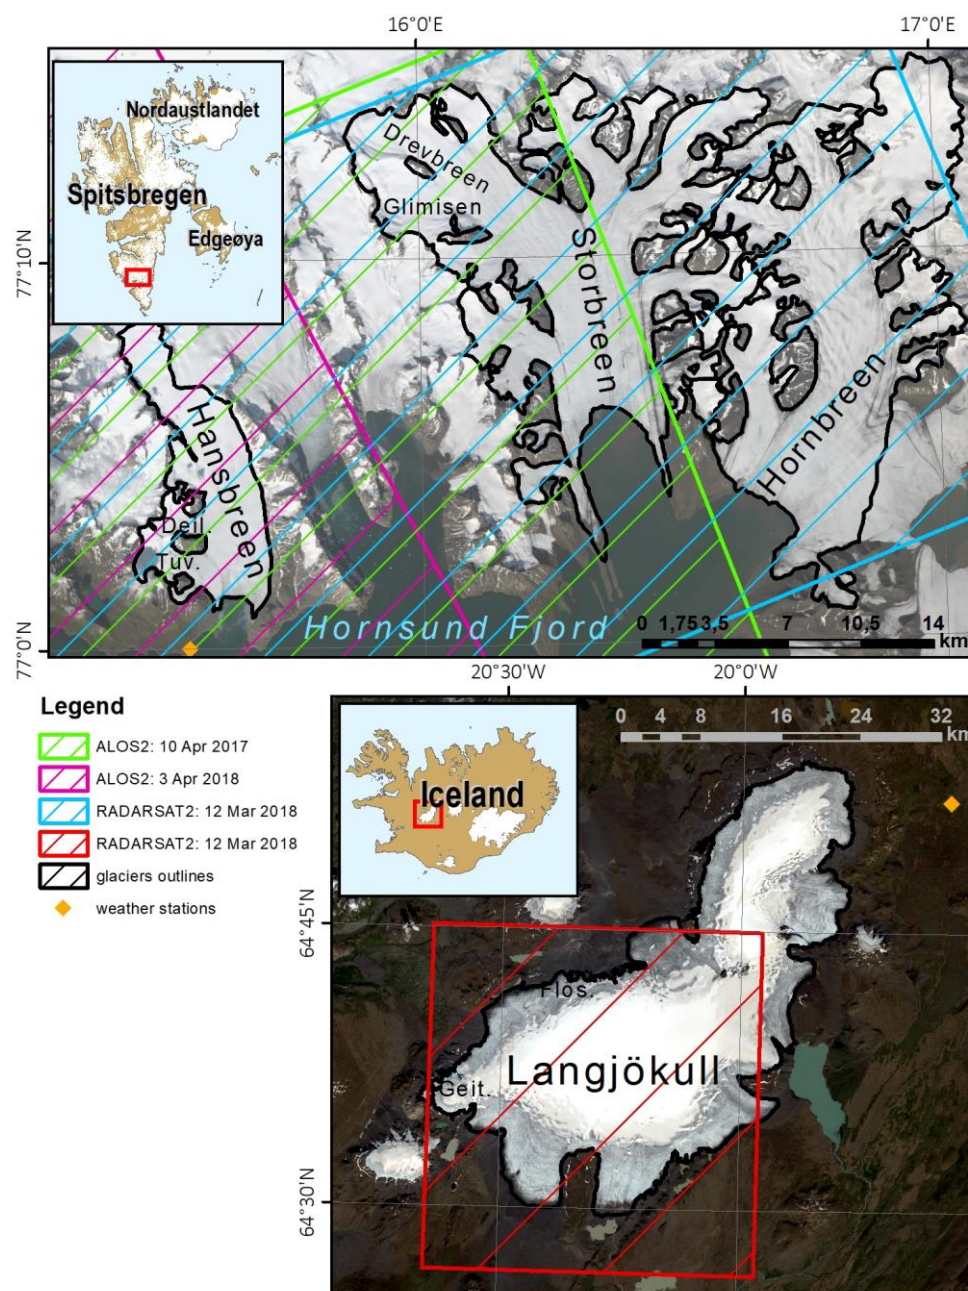 16°0'E
17°0'E
Nordaustlandet
Spitsbregen
Edgeøya
Drevbreen
Glimisen
Storbreen
77°10'N
Hansbreen
Hornbreen
Deil.
Tuv.
Hornsund Fjord
0 1,75 3,5 7 10,5 14
km
77°0'N
20°30'W
20°0'W
Legend
ALOS2: 10 Apr 2017
ALOS2: 3 Apr 2018
RADARSAT2: 12 Mar 2018
RADARSAT2: 12 Mar 2018
glaciers outlines
weather stations
0 4 8 16 24 32
km
Iceland
64°45'N
Flos.
Langjökull
Geit.
64°30'N